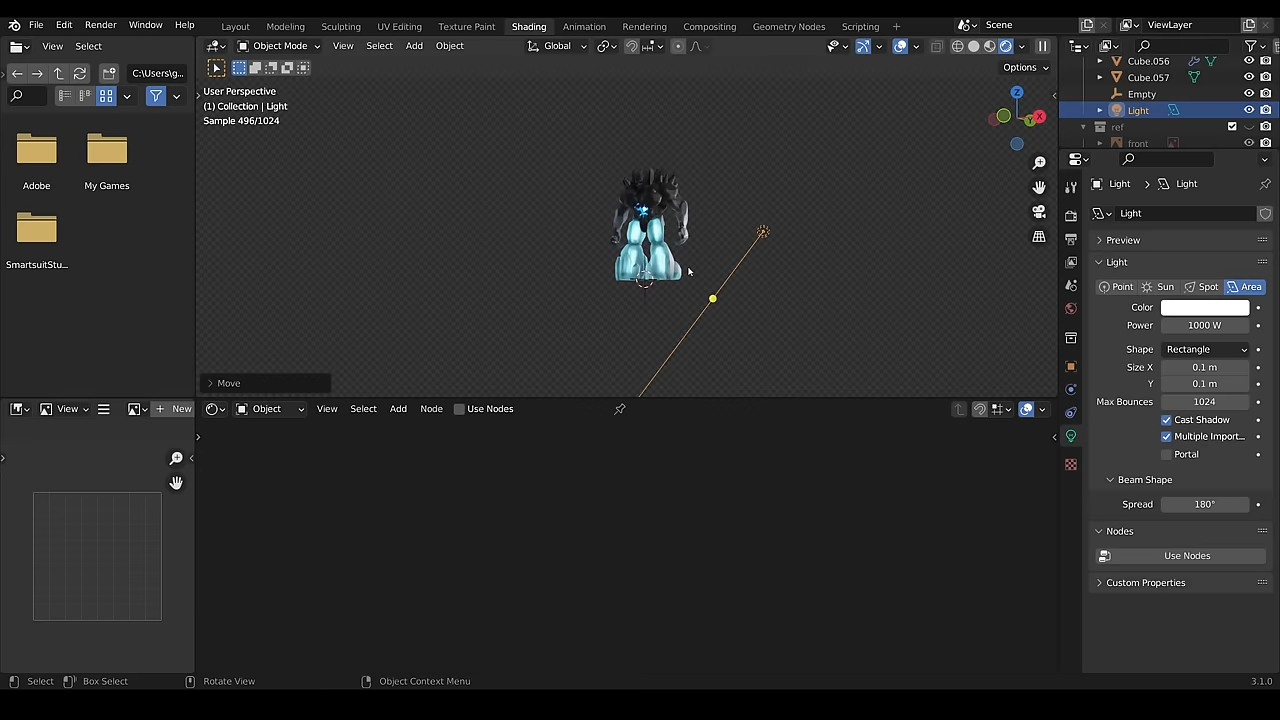 File Edit Render Window Help Layout Modeling Sculpting UV Editing Texture Paint Shading Animation Rendering Compositing Geometry Nodes Scripting + Scene ViewLayer
View Select Object Mode View Select Add Object Global
C:\Users\g... Options
Adobe My Games
SmartsuitStu...
User Perspective
(1) Collection | Light
Sample 496/1024
Z
X
Y
Move
View New Object View Select Add Node Use Nodes
Cube.056
Cube.057
Empty
Light
ref
front
Light Light
Light
Preview
Light
Point Sun Spot Area
Color
Power 1000 W
Shape Rectangle
Size X 0.1 m
Y 0.1 m
Max Bounces 1024
Cast Shadow
Multiple Import...
Portal
Beam Shape
Spread 180°
Nodes
Use Nodes
Custom Properties
Select Box Select Rotate View Object Context Menu 3.1.0